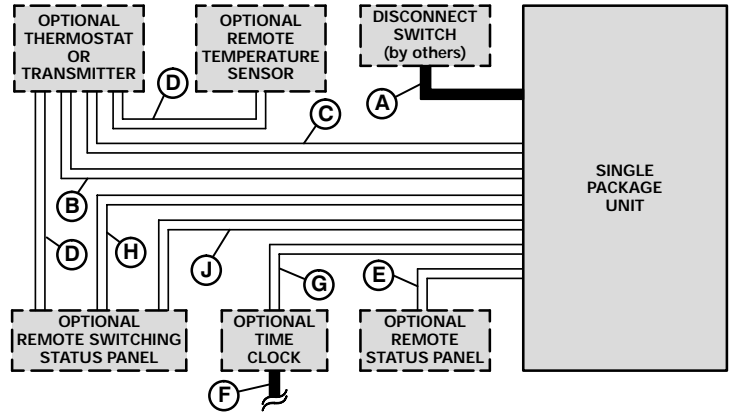 OPTIONAL
THERMOSTAT
OR
TRANSMITTER
OPTIONAL
REMOTE
TEMPERATURE
SENSOR
DISCONNECT
SWITCH
(by others)
D
A
C
SINGLE
PACKAGE
UNIT
B
D
H
J
G
E
OPTIONAL
REMOTE SWITCHING
STATUS PANEL
OPTIONAL
TIME
CLOCK
OPTIONAL
REMOTE
STATUS PANEL
F